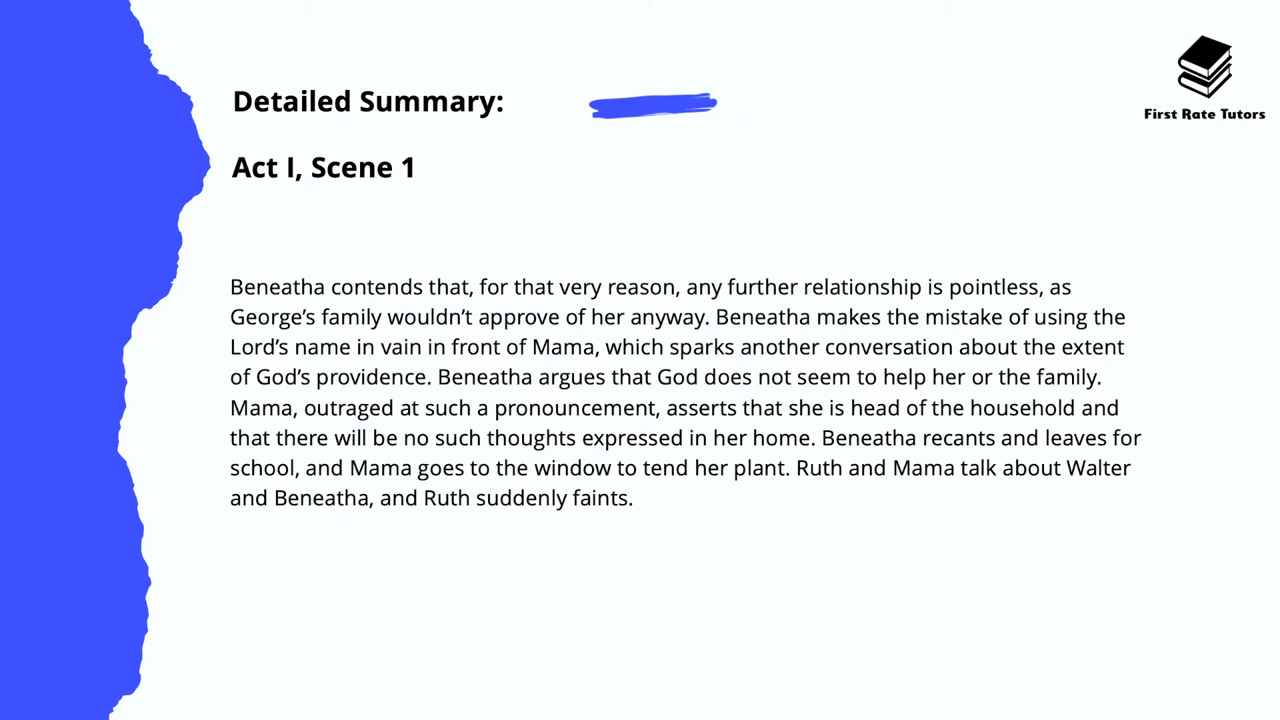 First Rate Tutors
Detailed Summary:
Act I, Scene 1
Beneatha contends that, for that very reason, any further relationship is pointless, as
George’s family wouldn’t approve of her anyway. Beneatha makes the mistake of using the
Lord’s name in vain in front of Mama, which sparks another conversation about the extent
of God’s providence. Beneatha argues that God does not seem to help her or the family.
Mama, outraged at such a pronouncement, asserts that she is head of the household and
that there will be no such thoughts expressed in her home. Beneatha recants and leaves for
school, and Mama goes to the window to tend her plant. Ruth and Mama talk about Walter
and Beneatha, and Ruth suddenly faints.